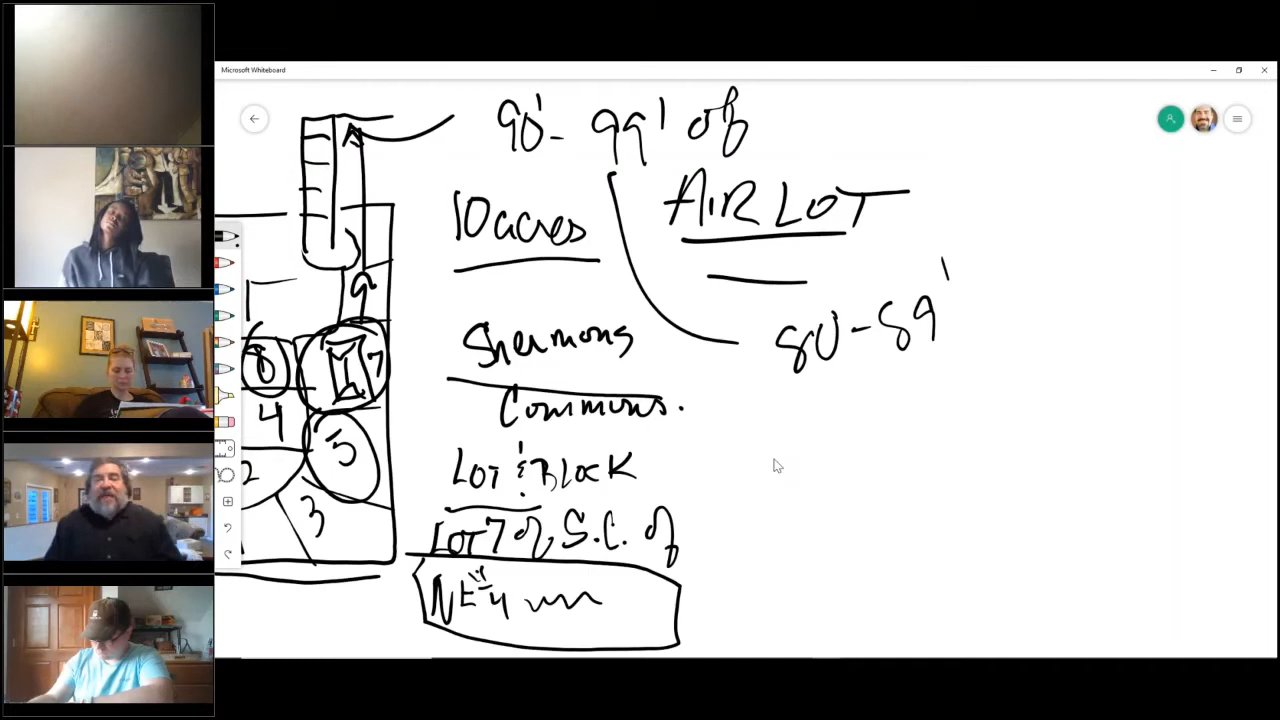 Microsoft Whiteboard
90'- 99' of
AIR LOT
10 acres
80-89'
9
Shermons
Commons.
8
7
4
5
2
3
LOT & BLOCK
LOT 7 of S.C. of
NE 1/4